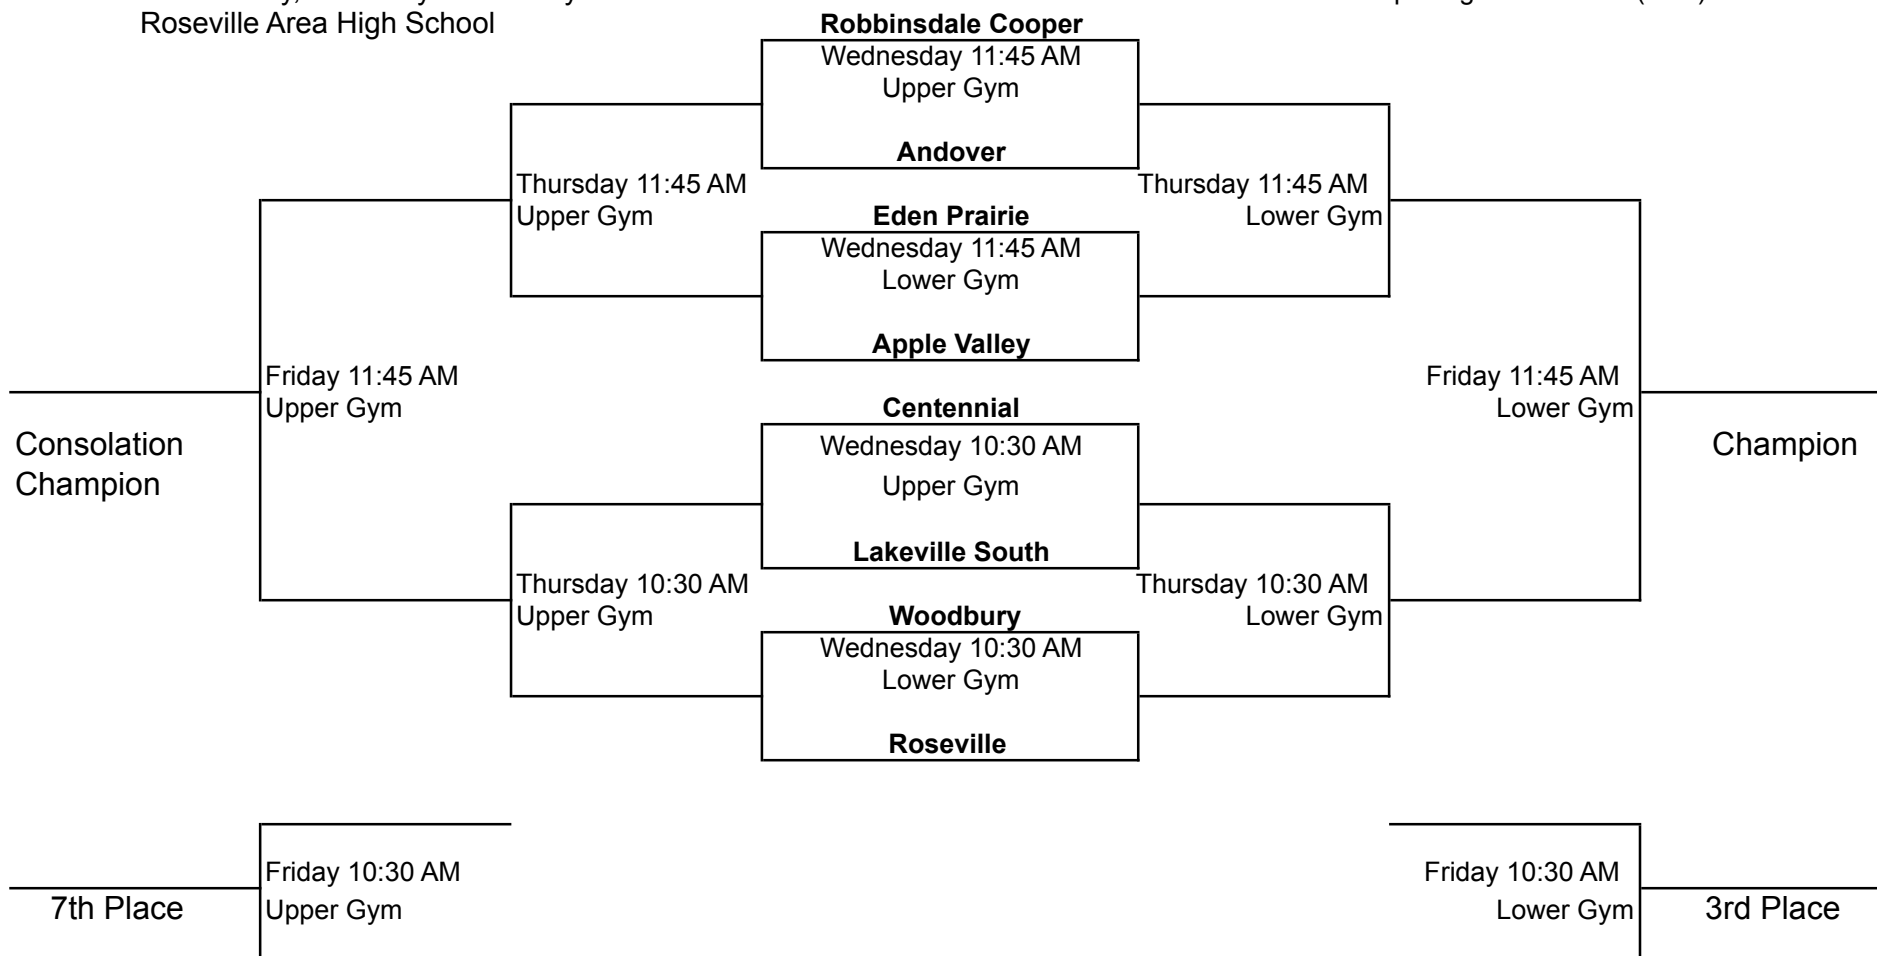 Roseville Area High School
Robbinsdale Cooper
Wednesday 11:45 AM
Upper Gym
Andover
Thursday 11:45 AM
Upper Gym
Thursday 11:45 AM
Lower Gym
Eden Prairie
Wednesday 11:45 AM
Lower Gym
Apple Valley
Friday 11:45 AM
Upper Gym
Friday 11:45 AM
Lower Gym
Centennial
Consolation
Champion
Wednesday 10:30 AM
Upper Gym
Champion
Lakeville South
Thursday 10:30 AM
Upper Gym
Thursday 10:30 AM
Lower Gym
Woodbury
Wednesday 10:30 AM
Lower Gym
Roseville
Friday 10:30 AM
Upper Gym
7th Place
Friday 10:30 AM
Lower Gym
3rd Place